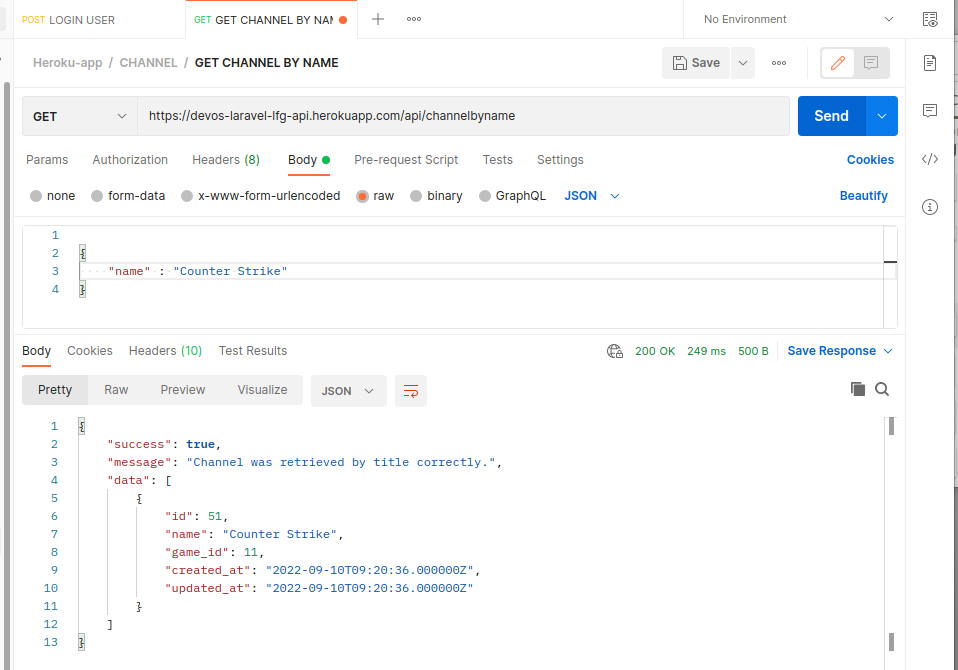 POST LOGIN USER
GET GET CHANNEL BY NAM
No Environment
Heroku-app / CHANNEL / GET CHANNEL BY NAME
Save
GET
https://devos-laravel-lfg-api.herokuapp.com/api/channelbyname
Send
Params Authorization Headers (8) Body Pre-request Script Tests Settings Cookies
none form-data x-www-form-urlencoded raw binary GraphQL JSON Beautify
1
2 {
3 "name" : "Counter Strike"
4 }
Body Cookies Headers (10) Test Results 200 OK 249 ms 500 B Save Response
Pretty Raw Preview Visualize JSON
1 {
2 "success": true,
3 "message": "Channel was retrieved by title correctly.",
4 "data": [
5 {
6 "id": 51,
7 "name": "Counter Strike",
8 "game_id": 11,
9 "created_at": "2022-09-10T09:20:36.000000Z",
10 "updated_at": "2022-09-10T09:20:36.000000Z"
11 }
12 ]
13 }